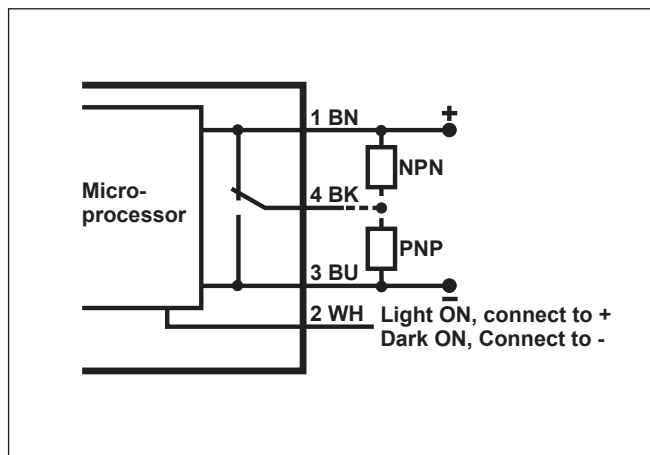 1 BN
+
NPN
Micro-
processor
4 BK
PNP
3 BU
−
2 WH
Light ON, connect to +
Dark ON, Connect to -